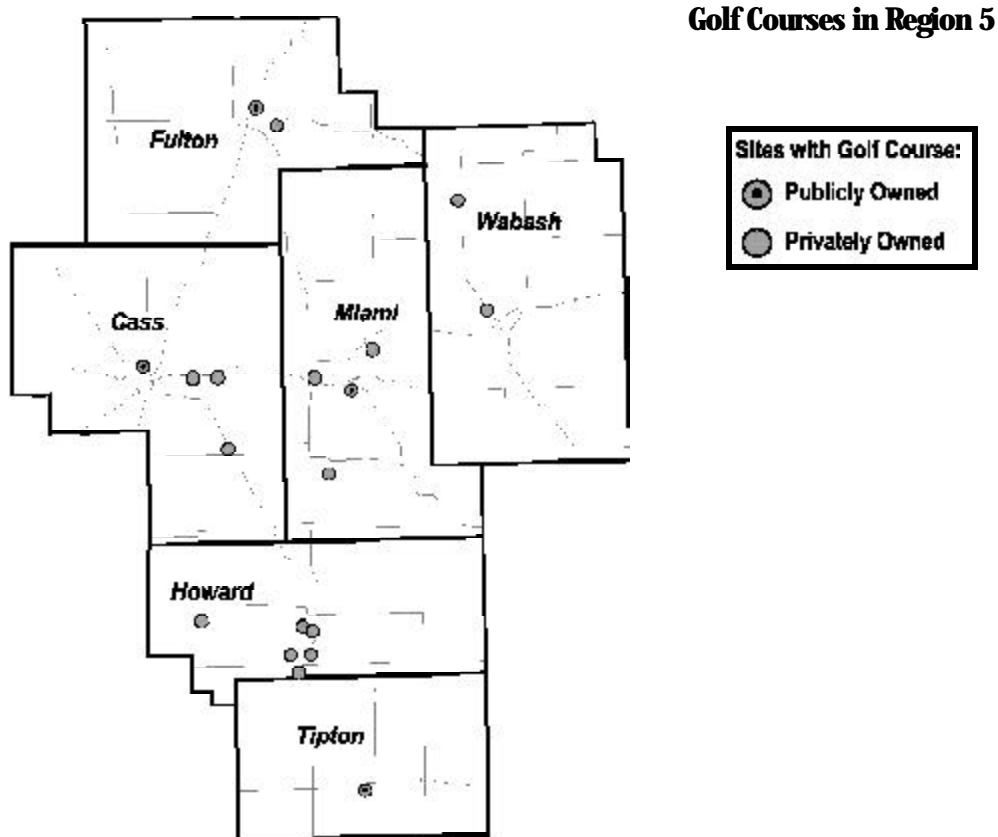 Golf Courses in Region 5
Fulton
Sites with Golf Course:
Publicly Owned
Privately Owned
Wabash
Miami
Cass
Howard
Tipton